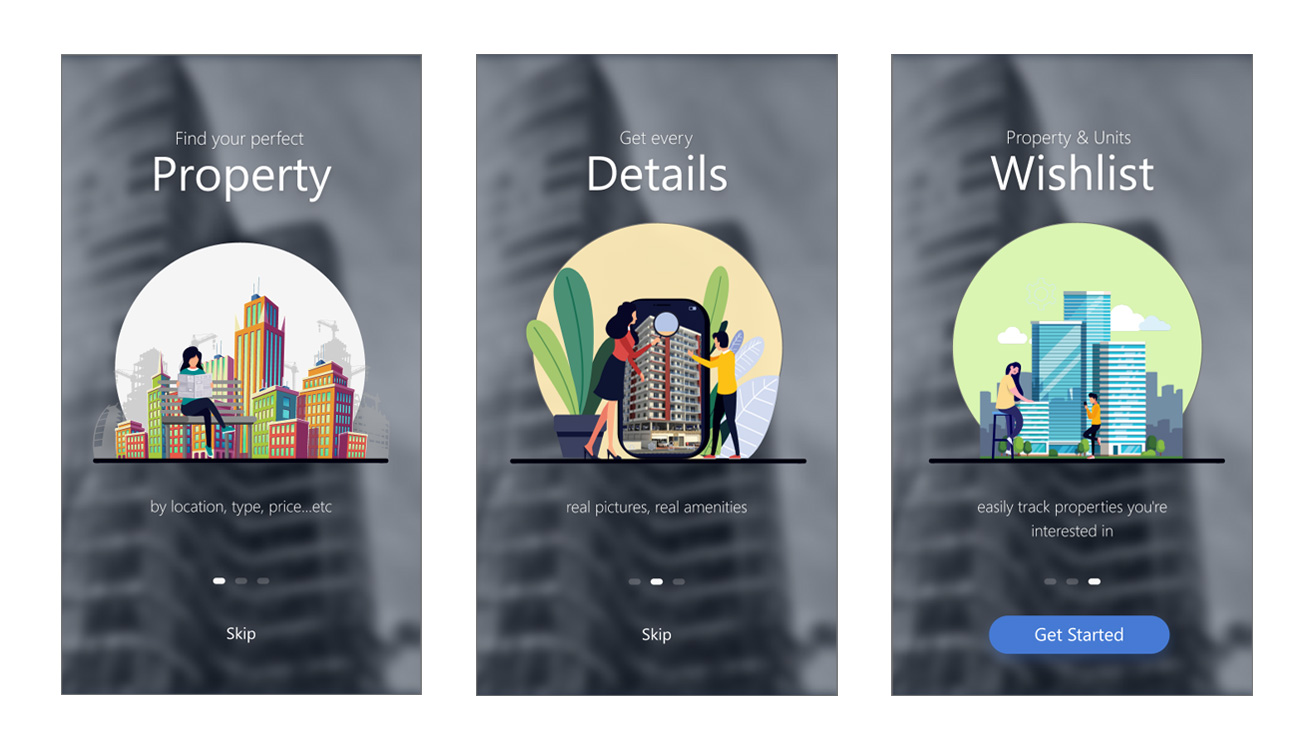 Find your perfect
Property
by location, type, price...etc
Skip
Get every
Details
real pictures, real amenities
Skip
Property & Units
Wishlist
easily track properties you're
interested in
Get Started